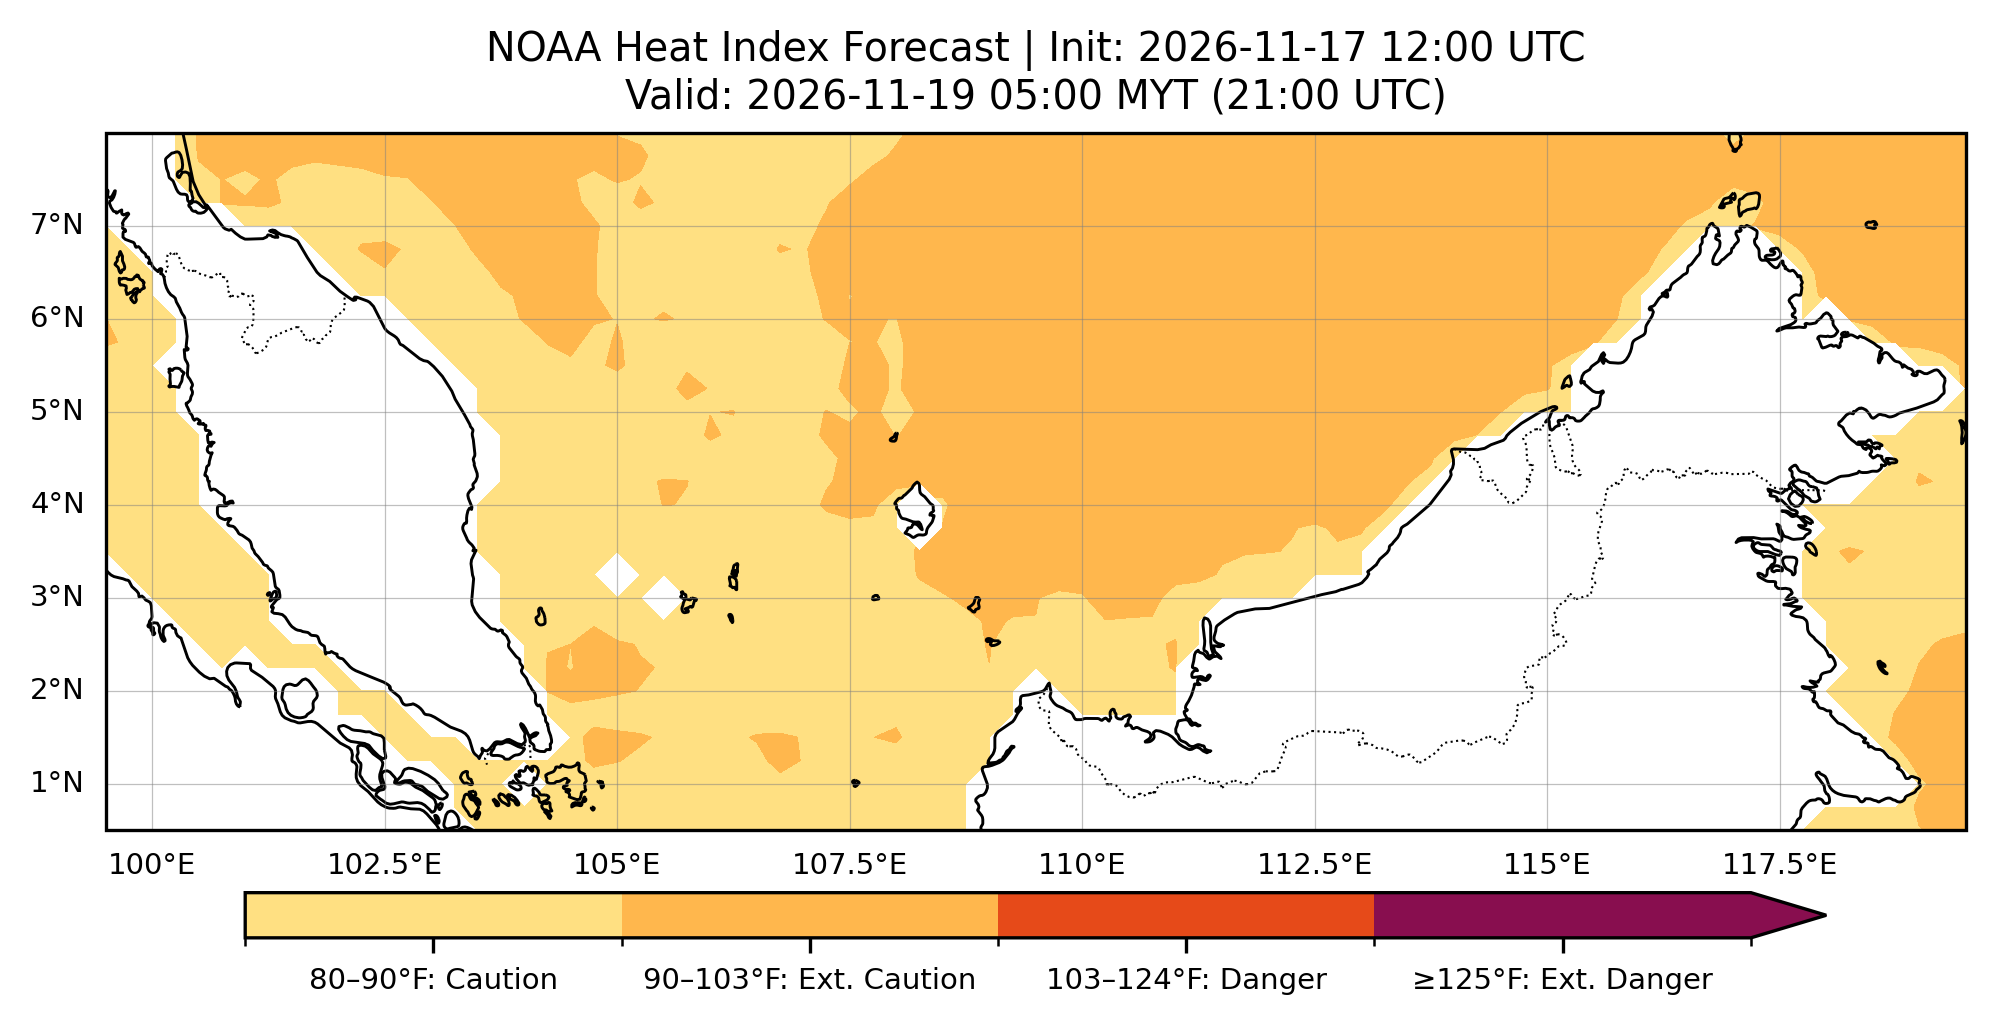 NOAA Heat Index Forecast | Init: 2026-11-17 12:00 UTC
Valid: 2026-11-19 05:00 MYT (21:00 UTC)
7°N
6°N
5°N
4°N
3°N
2°N
1°N
100°E 102.5°E 105°E 107.5°E 110°E 112.5°E 115°E 117.5°E
80–90°F: Caution 90–103°F: Ext. Caution 103–124°F: Danger ≥125°F: Ext. Danger